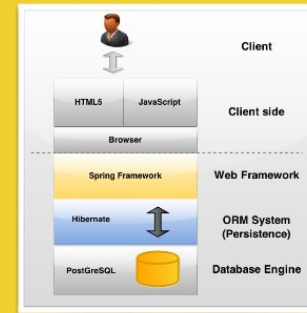 Client
HTML5 JavaScript
Client side
Browser
Spring Framework Web Framework
Hibernate
ORM System
(Persistence)
PostGreSQL
Database Engine